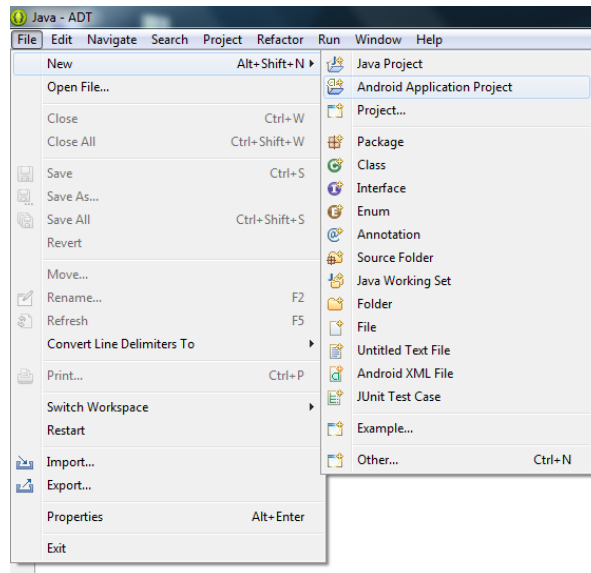 Java - ADT
File Edit Navigate Search Project Refactor Run Window Help
New Alt+Shift+N
Open File...
Close Ctrl+W
Close All Ctrl+Shift+W
Save Ctrl+S
Save As...
Save All Ctrl+Shift+S
Revert
Move...
Rename... F2
Refresh F5
Convert Line Delimiters To
Print... Ctrl+P
Switch Workspace
Restart
Import...
Export...
Properties Alt+Enter
Exit
Java Project
Android Application Project
Project...
Package
Class
Interface
Enum
Annotation
Source Folder
Java Working Set
Folder
File
Untitled Text File
Android XML File
JUnit Test Case
Example...
Other... Ctrl+N